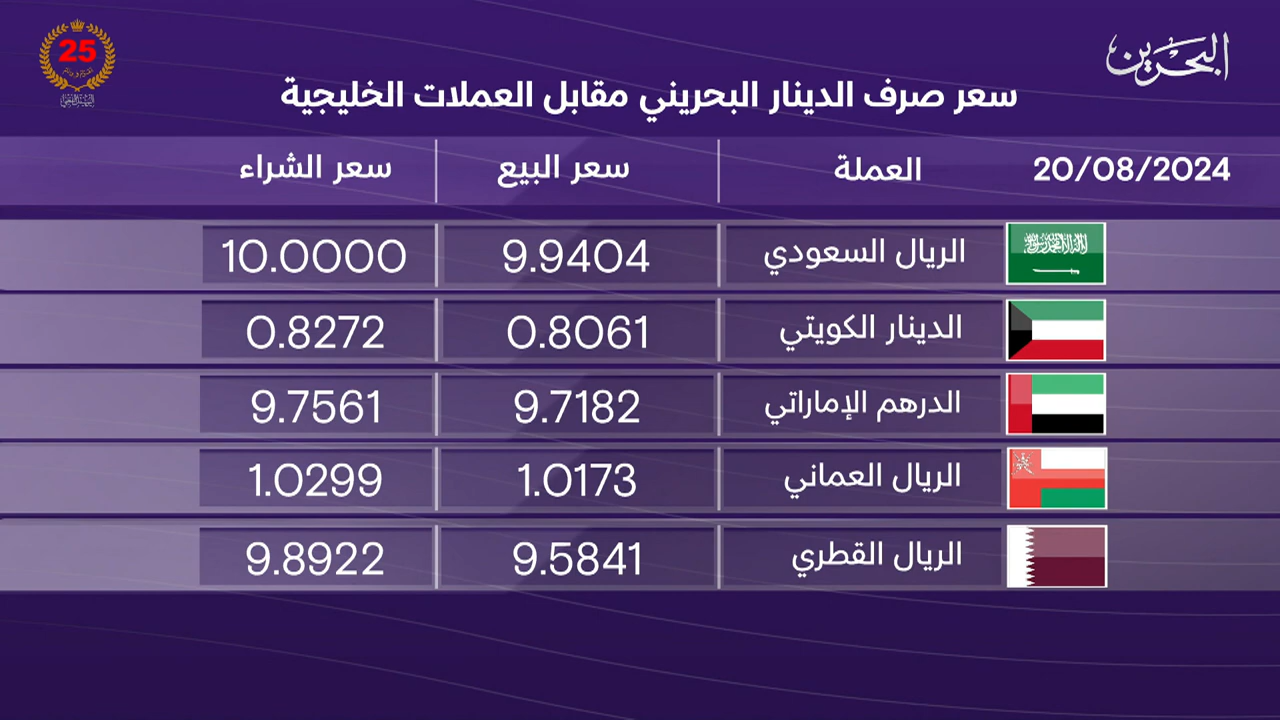 البحرين
25
سعر صرف الدينار البحريني مقابل العملات الخليجية
20/08/2024 العملة سعر البيع سعر الشراء
الريال السعودي 9.9404 10.0000
الدينار الكويتي 0.8061 0.8272
الدرهم الإماراتي 9.7182 9.7561
الريال العماني 1.0173 1.0299
الريال القطري 9.5841 9.8922